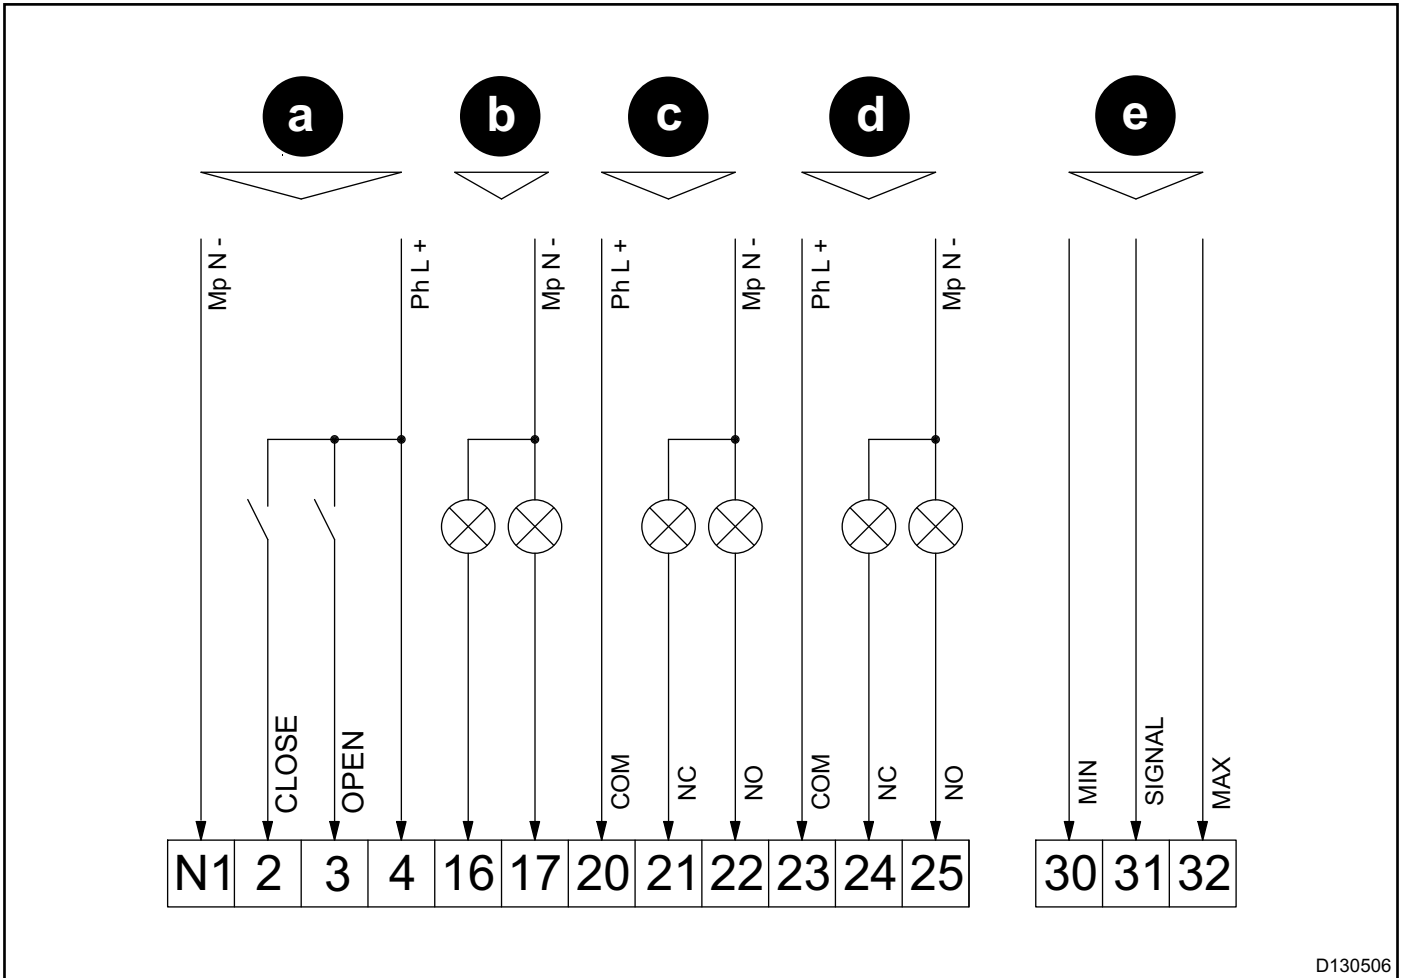 a b c d e
Mp N - Ph L + Mp N - Ph L + Mp N - Ph L + Mp N -
CLOSE OPEN COM NC NO COM NC NO MIN SIGNAL MAX
N1 2 3 4 16 17 20 21 22 23 24 25 30 31 32
D130506